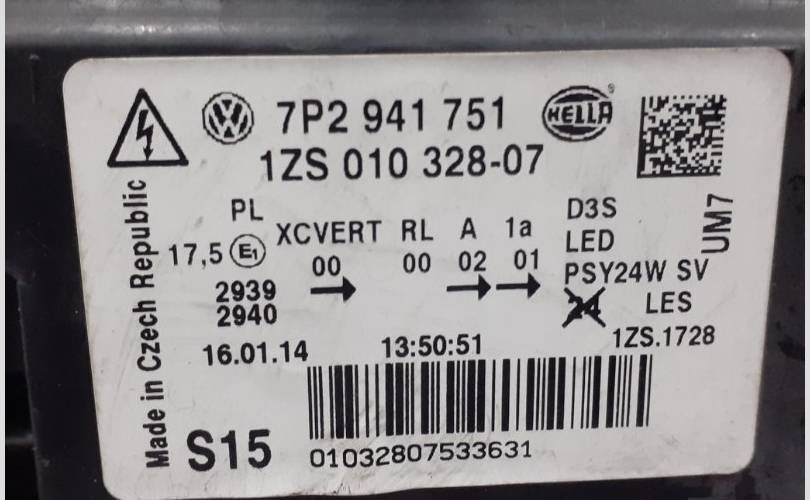 7P2 941 751 HELLA
1ZS 010 328-07
Made in Czech Republic
UM7
PL XCVERT RL A 1a D3S
17,5 E1 00 00 02 01 LED
2939 PSY24W SV
2940 24 LES
1ZS.1728
16.01.14 13:50:51
S15
01032807533631